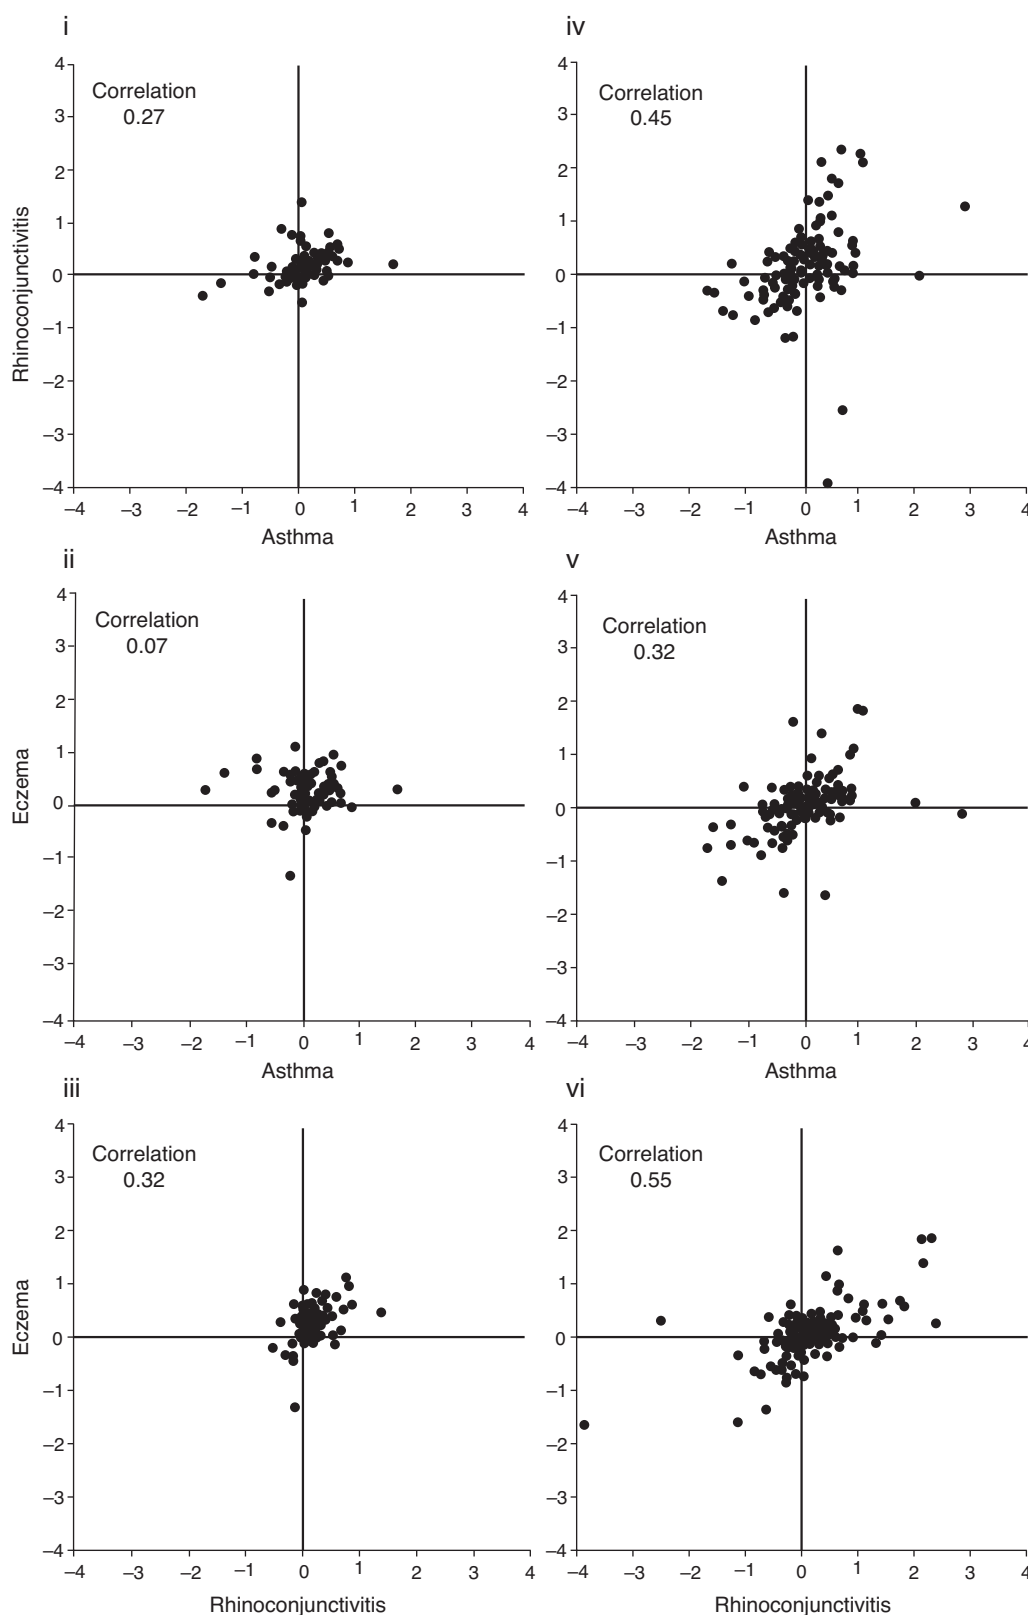 i
Correlation
0.27
4
3
2
1
0
−1
−2
−3
−4
Rhinoconjunctivitis
−4 −3 −2 −1 0 1 2 3 4
Asthma
iv
Correlation
0.45
4
3
2
1
0
−1
−2
−3
−4
−4 −3 −2 −1 0 1 2 3 4
Asthma
ii
Correlation
0.07
4
3
2
1
0
−1
−2
−3
−4
Eczema
−4 −3 −2 −1 0 1 2 3 4
Asthma
v
Correlation
0.32
4
3
2
1
0
−1
−2
−3
−4
−4 −3 −2 −1 0 1 2 3 4
Asthma
iii
Correlation
0.32
4
3
2
1
0
−1
−2
−3
−4
Eczema
−4 −3 −2 −1 0 1 2 3 4
Rhinoconjunctivitis
vi
Correlation
0.55
4
3
2
1
0
−1
−2
−3
−4
−4 −3 −2 −1 0 1 2 3 4
Rhinoconjunctivitis